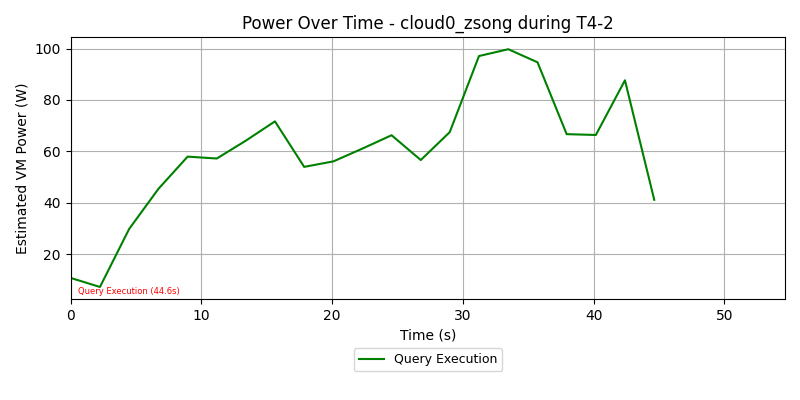 Power Over Time - cloud0_zsong during T4-2
Estimated VM Power (W)
100
80
60
40
20
Query Execution (44.6s)
0 10 20 30 40 50
Time (s)
Query Execution